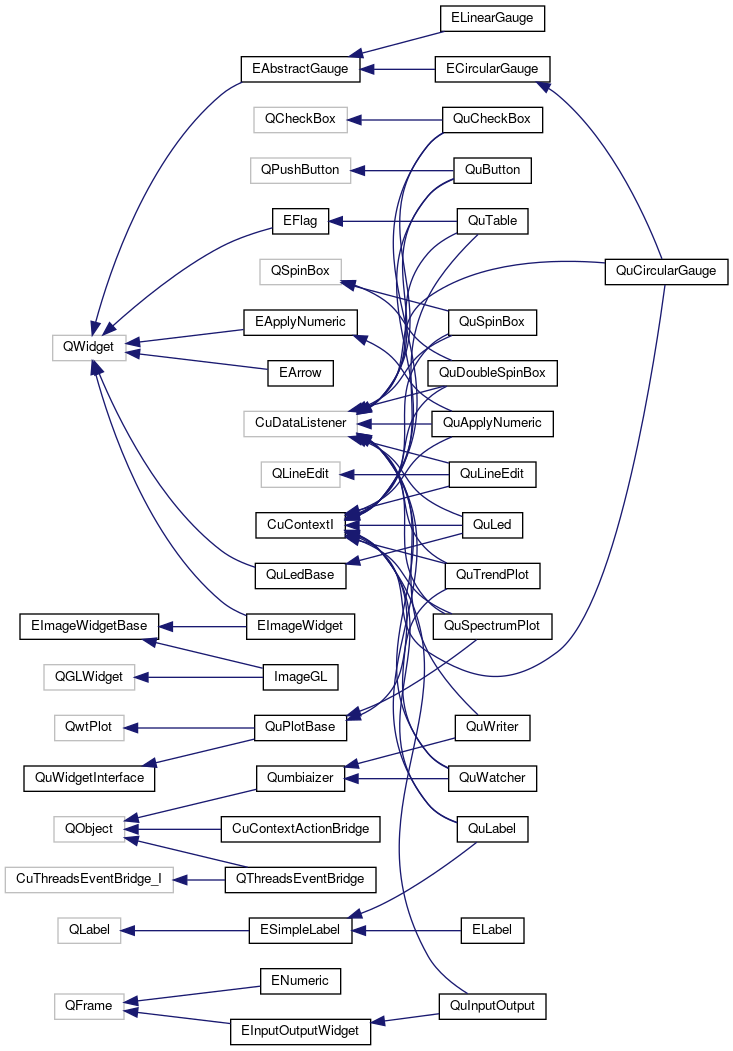 ELinearGauge
EAbstractGauge
ECircularGauge
QCheckBox
QuCheckBox
QPushButton
QuButton
EFlag
QuTable
QSpinBox
QuCircularGauge
EApplyNumeric
QuSpinBox
QWidget
EArrow
QuDoubleSpinBox
CuDataListener
QuApplyNumeric
QLineEdit
QuLineEdit
CuContextI
QuLed
QuLedBase
QuTrendPlot
EImageWidgetBase
EImageWidget
QuSpectrumPlot
QGLWidget
ImageGL
QwtPlot
QuPlotBase
QuWriter
QuWidgetInterface
Qumbiaizer
QuWatcher
QObject
CuContextActionBridge
QuLabel
CuThreadsEventBridge_I
QThreadsEventBridge
QLabel
ESimpleLabel
ELabel
ENumeric
QFrame
QuInputOutput
EInputOutputWidget